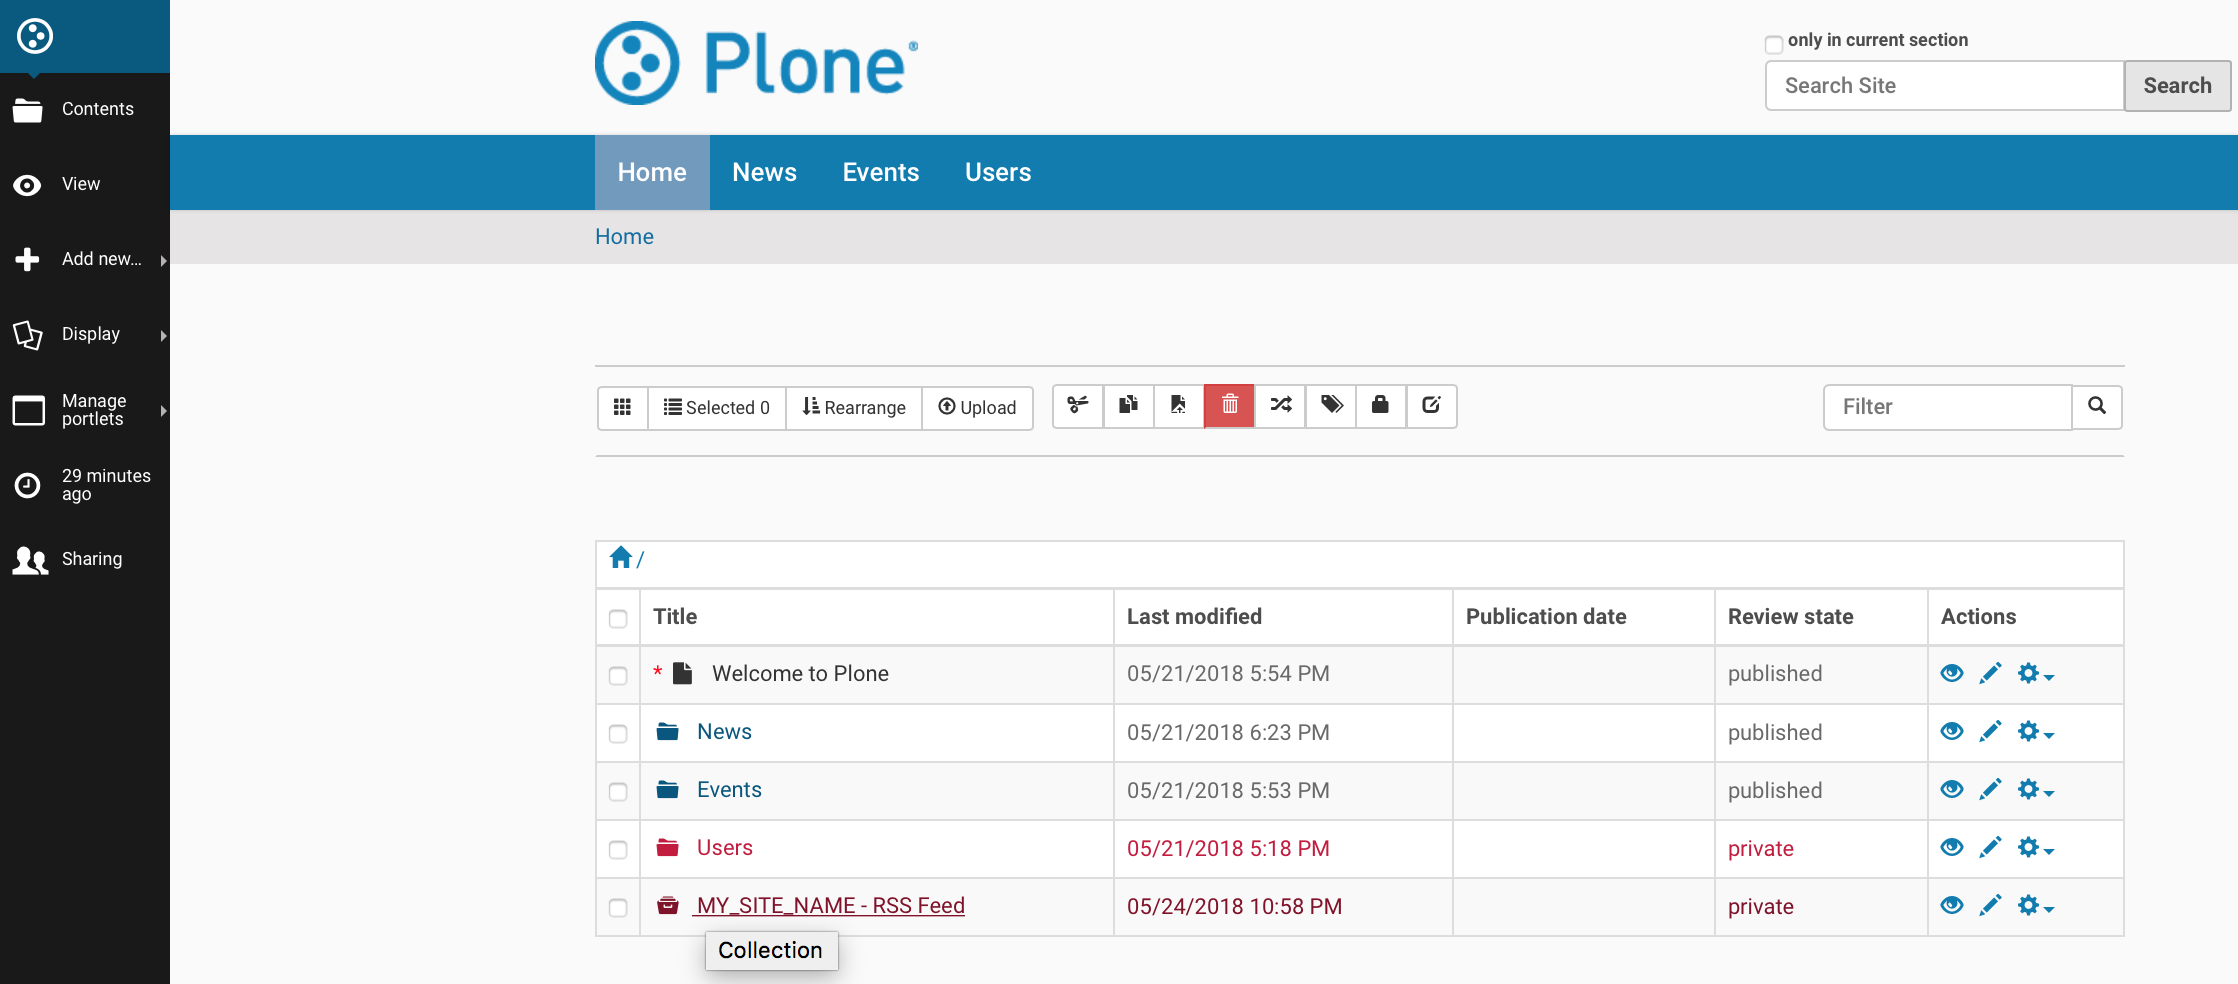 Plone®
only in current section
Search Site
Search
Home
News
Events
Users
Home
Contents
View
Add new...
Display
Manage
portlets
29 minutes
ago
Sharing
Selected 0
Rearrange
Upload
Filter
/
Title Last modified Publication date Review state Actions
* Welcome to Plone 05/21/2018 5:54 PM published
News 05/21/2018 6:23 PM published
Events 05/21/2018 5:53 PM published
Users 05/21/2018 5:18 PM private
MY_SITE_NAME - RSS Feed 05/24/2018 10:58 PM private
Collection